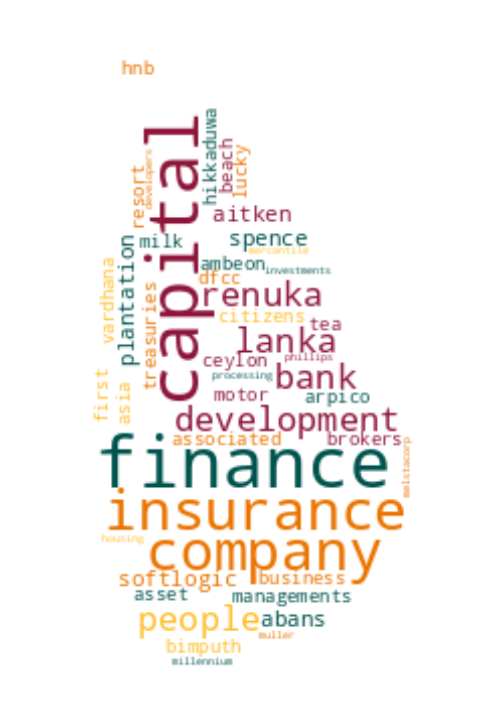 hnb
capital
hikkaduwa
beach
lucky
developers
resort
aitken
milk
spence
mercantile
plantation
ambeon
investments
vardhana
dfcc
treasuries
renuka
citizens
tea
lanka
ceylon
phillips
processing
bank
first
asia
motor
arpico
development
associated
brokers
finance
melstacorp
insurance
housing
company
softlogic
business
asset
managements
people
abans
muller
bimputh
millennium